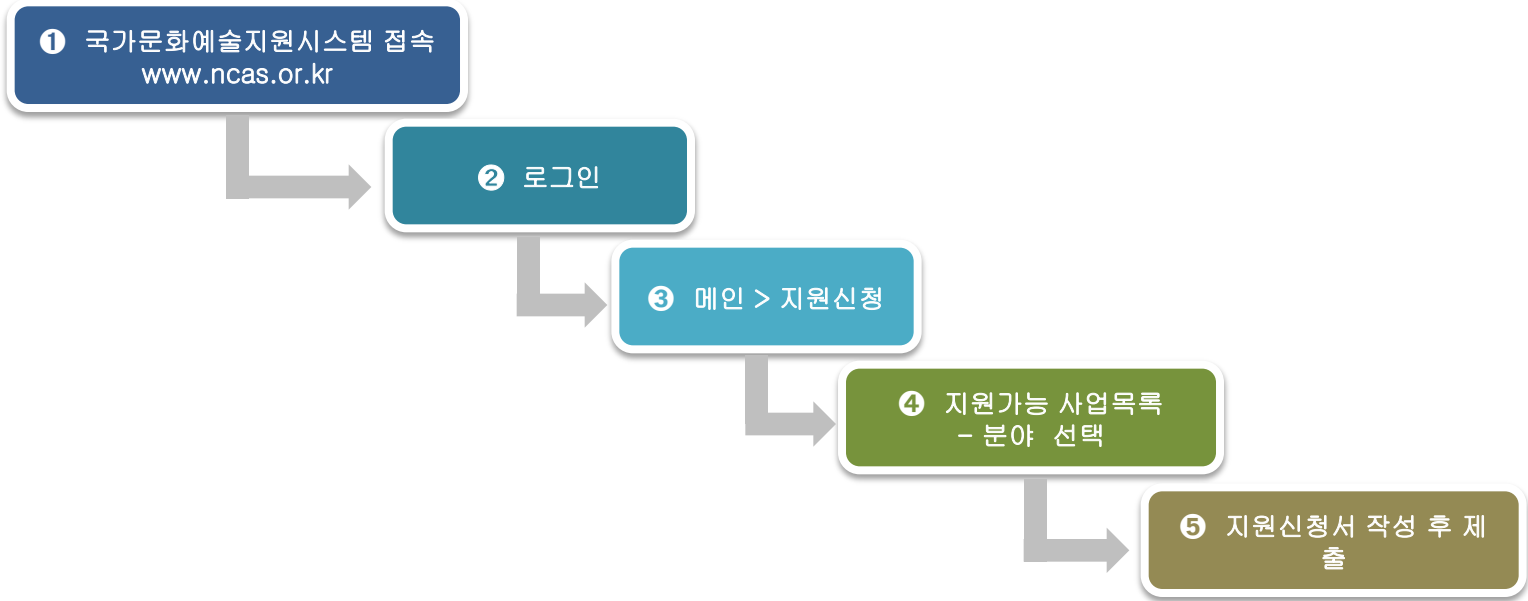 ❶ 국가문화예술지원시스템 접속
www.ncas.or.kr
❷ 로그인
❸ 메인 > 지원신청
❹ 지원가능 사업목록
- 분야 선택
❺ 지원신청서 작성 후 제
출